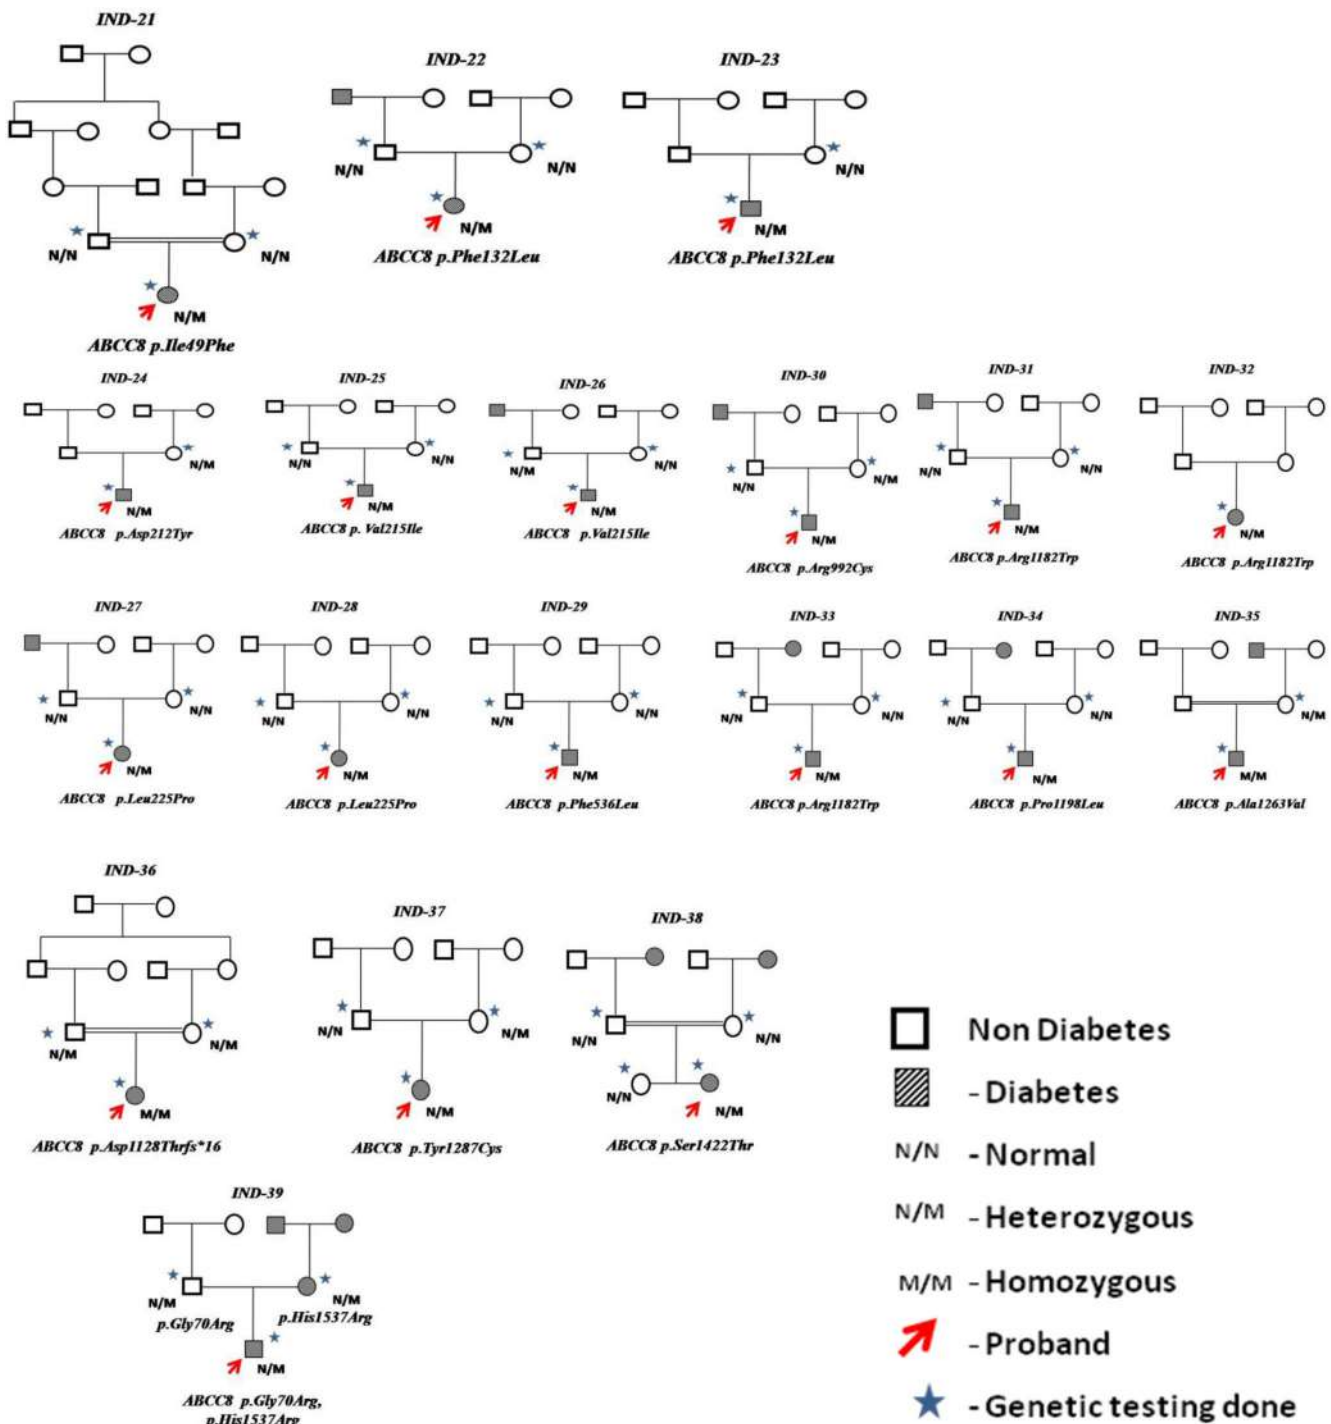 IND-21
N/N
N/N
N/M
ABCC8 p.Ile49Phe
IND-22
N/N
N/N
N/M
ABCC8 p.Phe132Leu
IND-23
N/N
N/M
ABCC8 p.Phe132Leu
IND-24
N/M
N/M
ABCC8 p.Asp212Tyr
IND-25
N/N
N/N
N/M
ABCC8 p. Val215Ile
IND-26
N/M
N/N
N/M
ABCC8 p.Val215Ile
IND-30
N/N
N/N
N/M
ABCC8 p.Arg992Cys
IND-31
N/N
N/N
N/M
ABCC8 p.Arg1182Trp
IND-32
N/M
ABCC8 p.Arg1182Trp
IND-27
N/N
N/N
N/M
ABCC8 p.Leu225Pro
IND-28
N/N
N/N
N/M
ABCC8 p.Leu225Pro
IND-29
N/N
N/N
N/M
ABCC8 p.Phe536Leu
IND-33
N/N
N/N
N/M
ABCC8 p.Arg1182Trp
IND-34
N/N
N/N
N/M
ABCC8 p.Pro1198Leu
IND-35
N/M
M/M
ABCC8 p.Ala1263Val
IND-36
N/M
N/M
M/M
ABCC8 p.Asp1128Thrfs*16
IND-37
N/N
N/M
N/M
ABCC8 p.Tyr1287Cys
IND-38
N/N
N/N
N/N
N/M
ABCC8 p.Ser1422Thr
IND-39
N/M
p.Gly70Arg
N/M
p.His1537Arg
N/M
ABCC8 p.Gly70Arg,
p.His1537Arg
Non Diabetes
- Diabetes
N/N - Normal
N/M - Heterozygous
M/M - Homozygous
- Proband
- Genetic testing done